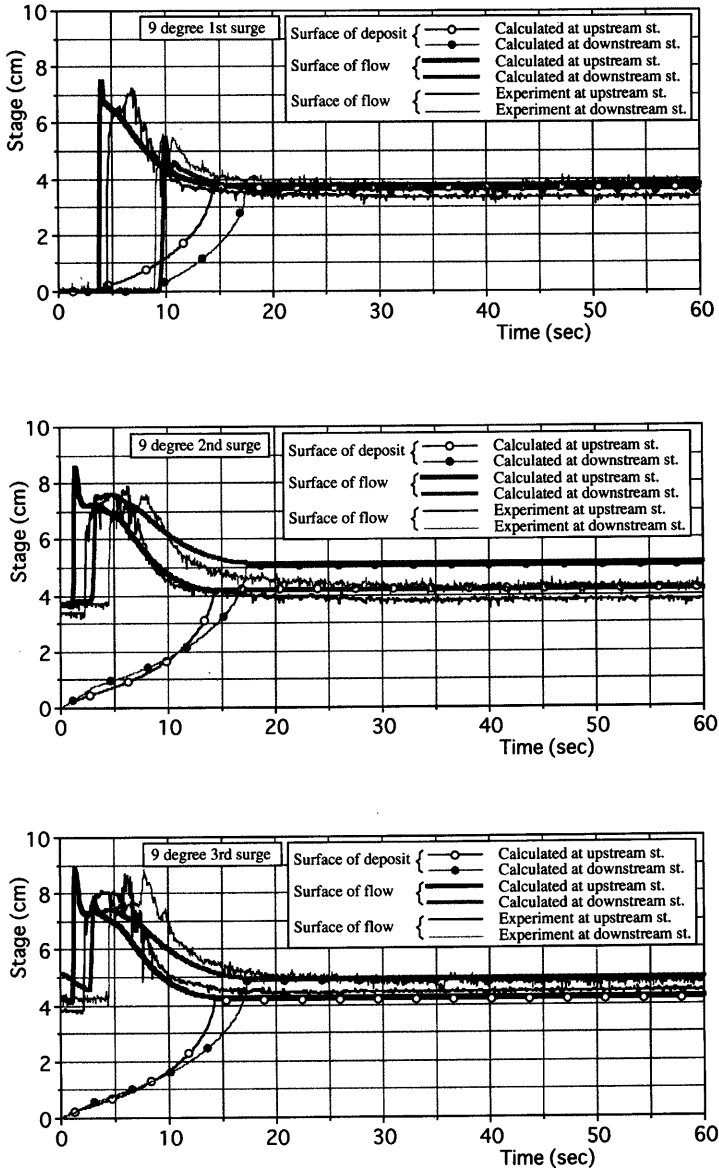 10
9 degree 1st surge
Surface of deposit { Calculated at upstream st.
Calculated at downstream st.
Surface of flow { Calculated at upstream st.
Calculated at downstream st.
Surface of flow { Experiment at upstream st.
Experiment at downstream st.
8
6
4
2
0
Stage (cm)
0 10 20 30 40 50 60
Time (sec)
10
9 degree 2nd surge
Surface of deposit { Calculated at upstream st.
Calculated at downstream st.
Surface of flow { Calculated at upstream st.
Calculated at downstream st.
Surface of flow { Experiment at upstream st.
Experiment at downstream st.
8
6
4
2
0
Stage (cm)
0 10 20 30 40 50 60
Time (sec)
10
9 degree 3rd surge
Surface of deposit { Calculated at upstream st.
Calculated at downstream st.
Surface of flow { Calculated at upstream st.
Calculated at downstream st.
Surface of flow { Experiment at upstream st.
Experiment at downstream st.
8
6
4
2
0
Stage (cm)
0 10 20 30 40 50 60
Time (sec)